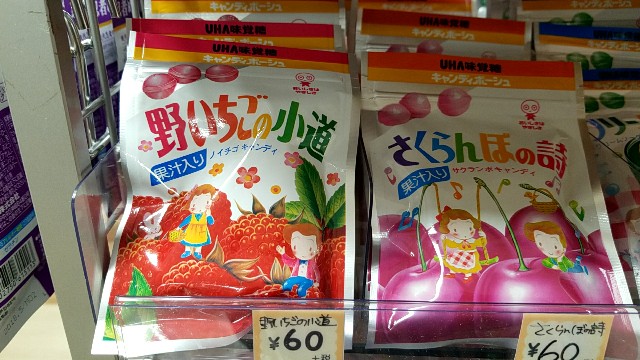 キャンディポーシュ
UHA味覚糖
キャンディポーシュ
野いちごの小道
果汁入り
ノイチゴキャンディ
野いちごの小道
¥60
+税
UHA味覚糖
キャンディポーシュ
さくらんぼの詩
果汁入り
サクランボキャンディ
さくらんぼの詩
¥60